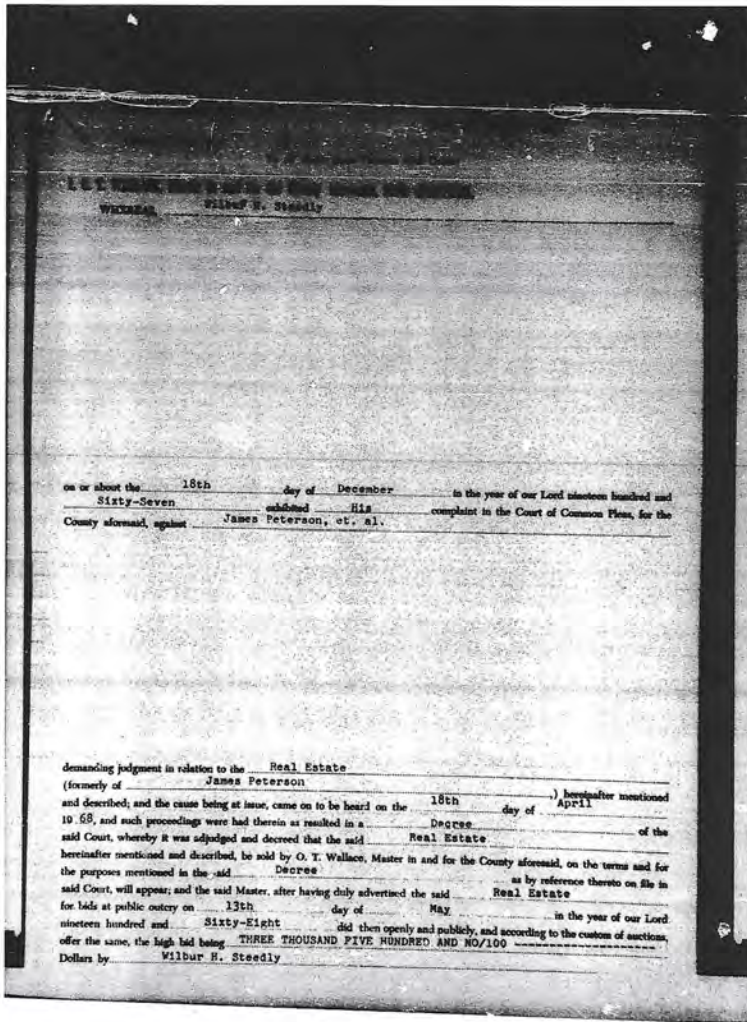 WHEREAS, Wilbur H. Steedly
on or about the 18th day of December in the year of our Lord nineteen hundred and
Sixty-Seven exhibited His complaint in the Court of Common Pleas, for the
County aforesaid, against James Peterson, et. al.
demanding judgment in relation to the Real Estate
(formerly of James Peterson ,) hereinafter mentioned
and described; and the cause being at issue, came on to be heard on the 18th day of April
19 68, and such proceedings were had therein as resulted in a Decree of the
said Court, whereby it was adjudged and decreed that the said Real Estate
hereinafter mentioned and described, be sold by O. T. Wallace, Master in and for the County aforesaid, on the terms and for
the purposes mentioned in the said Decree as by reference thereto on file in
said Court, will appear; and the said Master, after having duly advertized the said Real Estate
for bids at public outcry on 13th day of May in the year of our Lord
nineteen hundred and Sixty-Eight did then openly and publicly, and according to the custom of auctions,
offer the same, the high bid being THREE THOUSAND FIVE HUNDRED AND NO/100 ---------------------
Dollars by Wilbur H. Steedly